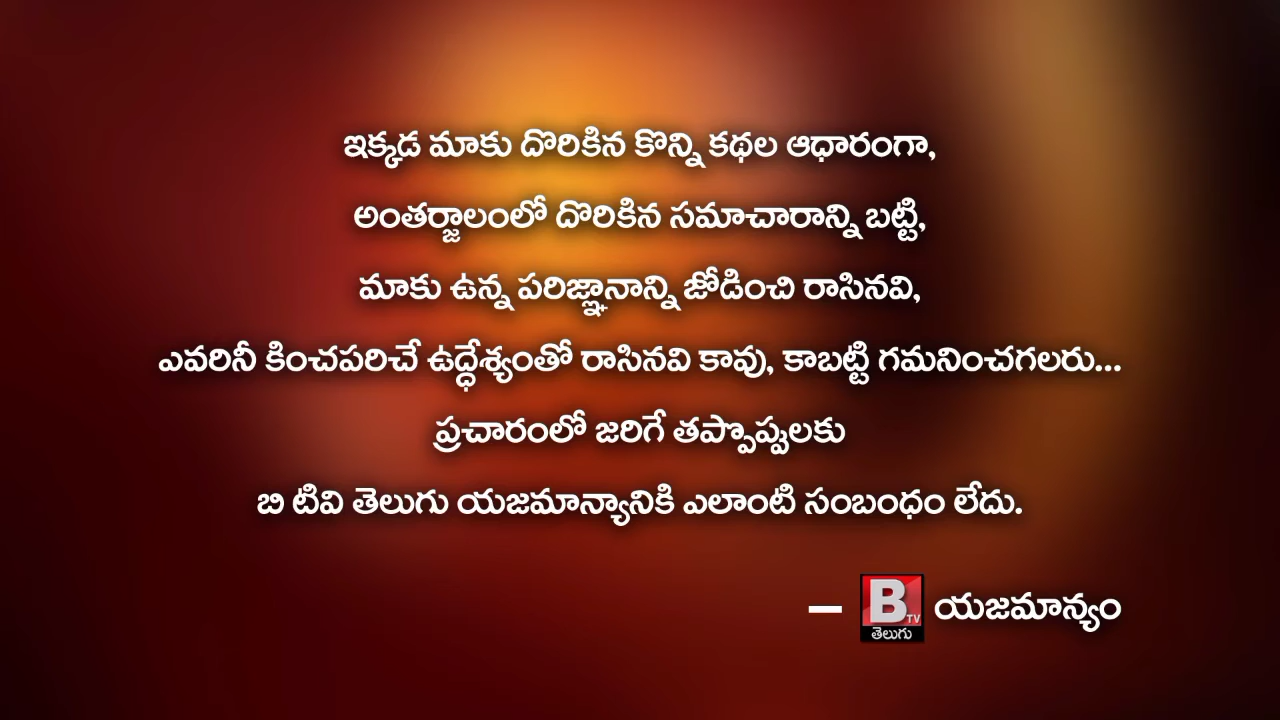 ఇక్కడ మాకు దొరికిన కొన్ని కథల ఆధారంగా,
అంతర్జాలంలో దొరికిన సమాచారాన్ని బట్టి,
మాకు ఉన్న పరిజ్ఞానాన్ని జోడించి రాసినవి,
ఎవరినీ కించపరిచే ఉద్ధేశ్యంతో రాసినవి కావు, కాబట్టి గమనించగలరు...
ప్రచారంలో జరిగే తప్పొప్పులకు
బి టివి తెలుగు యజమాన్యానికి ఎలాంటి సంబంధం లేదు.
– B TV తెలుగు యజమాన్యం